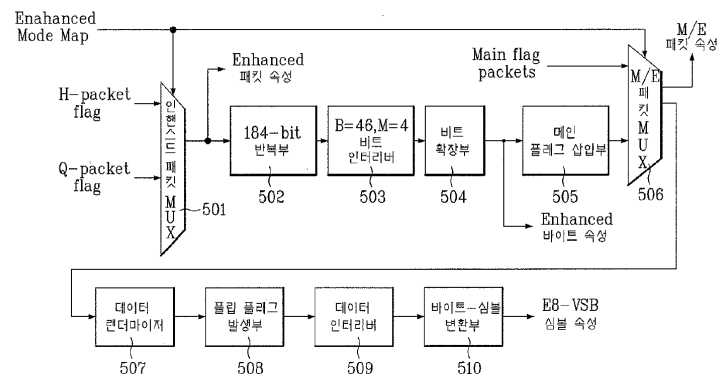 Enahanced
Mode Map
M/E
패킷 속성
Enhanced
패킷 속성
Main flag
packets
H-packet
flag
Q-packet
flag
인핸스드 패킷 MUX
501
184-bit
반복부
502
B=46,M=4
비트
인터리버
503
비트
확장부
504
메인
플래그 삽입부
505
M/E 패킷 MUX
506
Enhanced
바이트 속성
데이터
랜더마이저
507
플립 플래그
발생부
508
데이터
인터리버
509
바이트-심볼
변환부
510
E8-VSB
심볼 속성